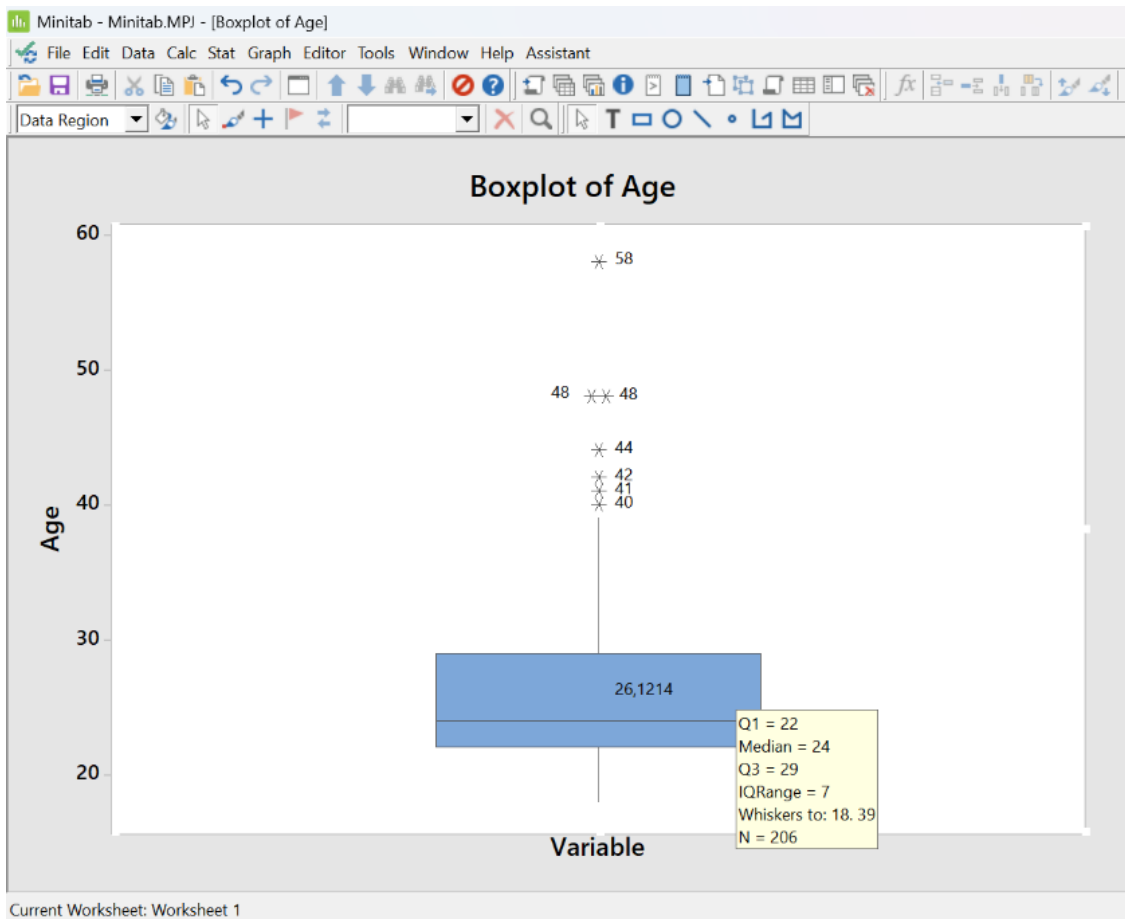 Minitab - Minitab.MPJ - [Boxplot of Age]
File Edit Data Calc Stat Graph Editor Tools Window Help Assistant
fx
Data Region
T
Boxplot of Age
60
58
50
48 48
44
42
41
40 40
Age
30
26,1214
Q1 = 22
Median = 24
20
Q3 = 29
IQRange = 7
Whiskers to: 18. 39
N = 206
Variable
Current Worksheet: Worksheet 1